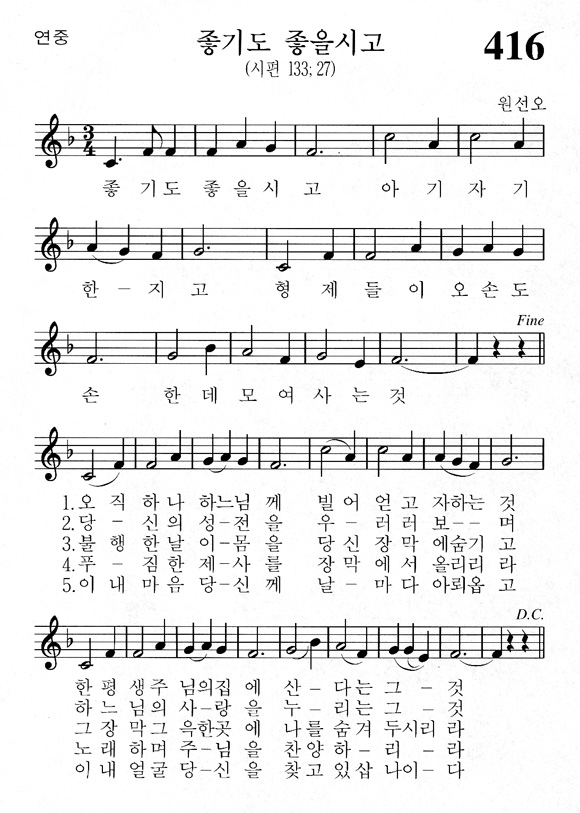 연중
좋기도 좋을시고
416
(시편 133; 27)
원선오
3/4
좋 기도 좋 을 시 고 아 기 자 기
한 - 지 고 형 제 들 이 오 손 도
Fine
손 한 데 모 여 사 는 것
1. 오 직 하 나 하느님 께 빌 어 얻 고 자하는 것
2. 당 - 신 의 성-전 을 우 - 러 러 보-- 며
3. 불 행 한 날 이-몸 을 당 신 장 막 에숨기 고
4. 푸 - 짐 한 제-사 를 장 막 에 서 올리리 라
5. 이 내 마 음 당-신 께 날 - 마 다 아뢰옵 고
D.C.
한 평 생 주 님의집 에 산 - 다 는 그 - 것
하 느 님 의 사-랑 을 누 - 리 는 그 - 것
그 장 막 그 윽한곳 에 나 를 숨 겨 두시리 라
노 래 하 며 주-님 을 찬 양 하 - 리 - 라
이 내 얼 굴 당-신 을 찾 고 있 삽 나이-다